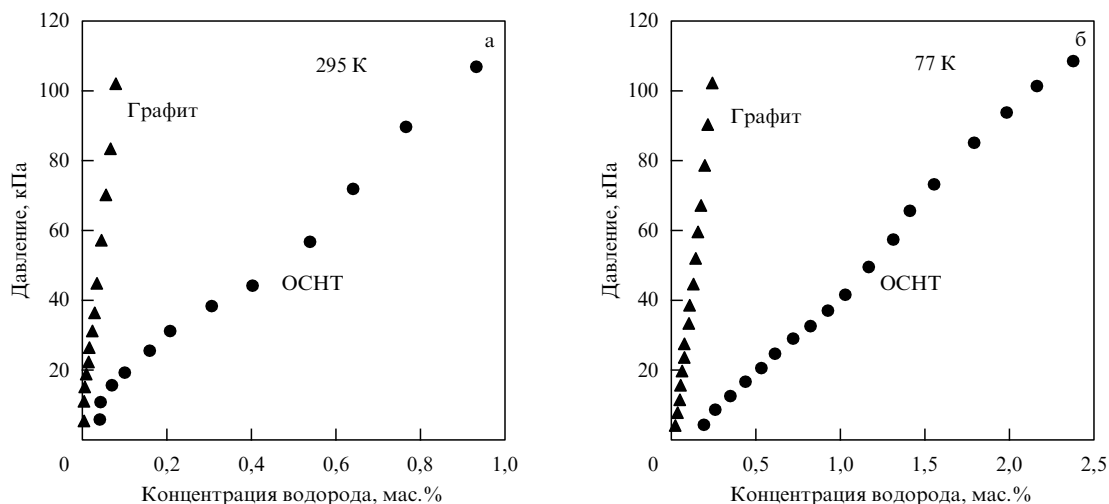 120
100
80
60
40
20
0
Давление, кПа
а
295 К
Графит
ОСНТ
0,2
0,4
0,6
0,8
1,0
Концентрация водорода, мас.%
120
100
80
60
40
20
0
Давление, кПа
б
77 К
Графит
ОСНТ
0,5
1,0
1,5
2,0
2,5
Концентрация водорода, мас.%